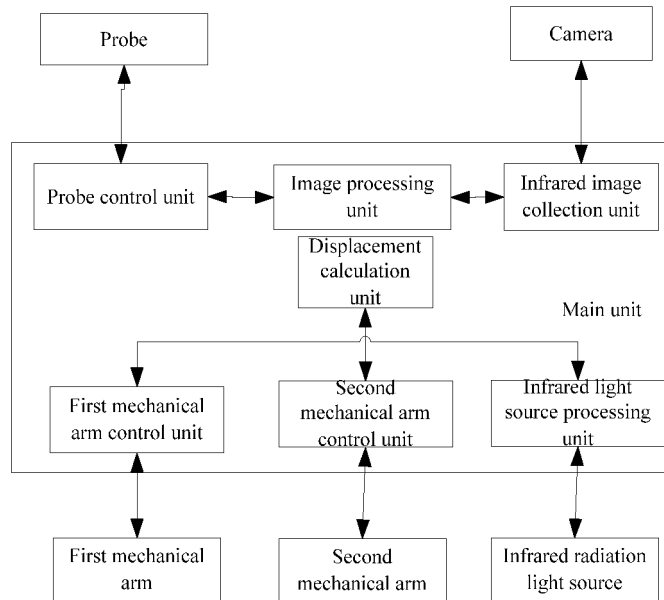 Probe
Camera
Probe control unit
Image processing
unit
Infrared image
collection unit
Displacement
calculation
unit
Main unit
First mechanical
arm control unit
Second
mechanical arm
control unit
Infrared light
source processing
unit
First mechanical
arm
Second
mechanical arm
Infrared radiation
light source